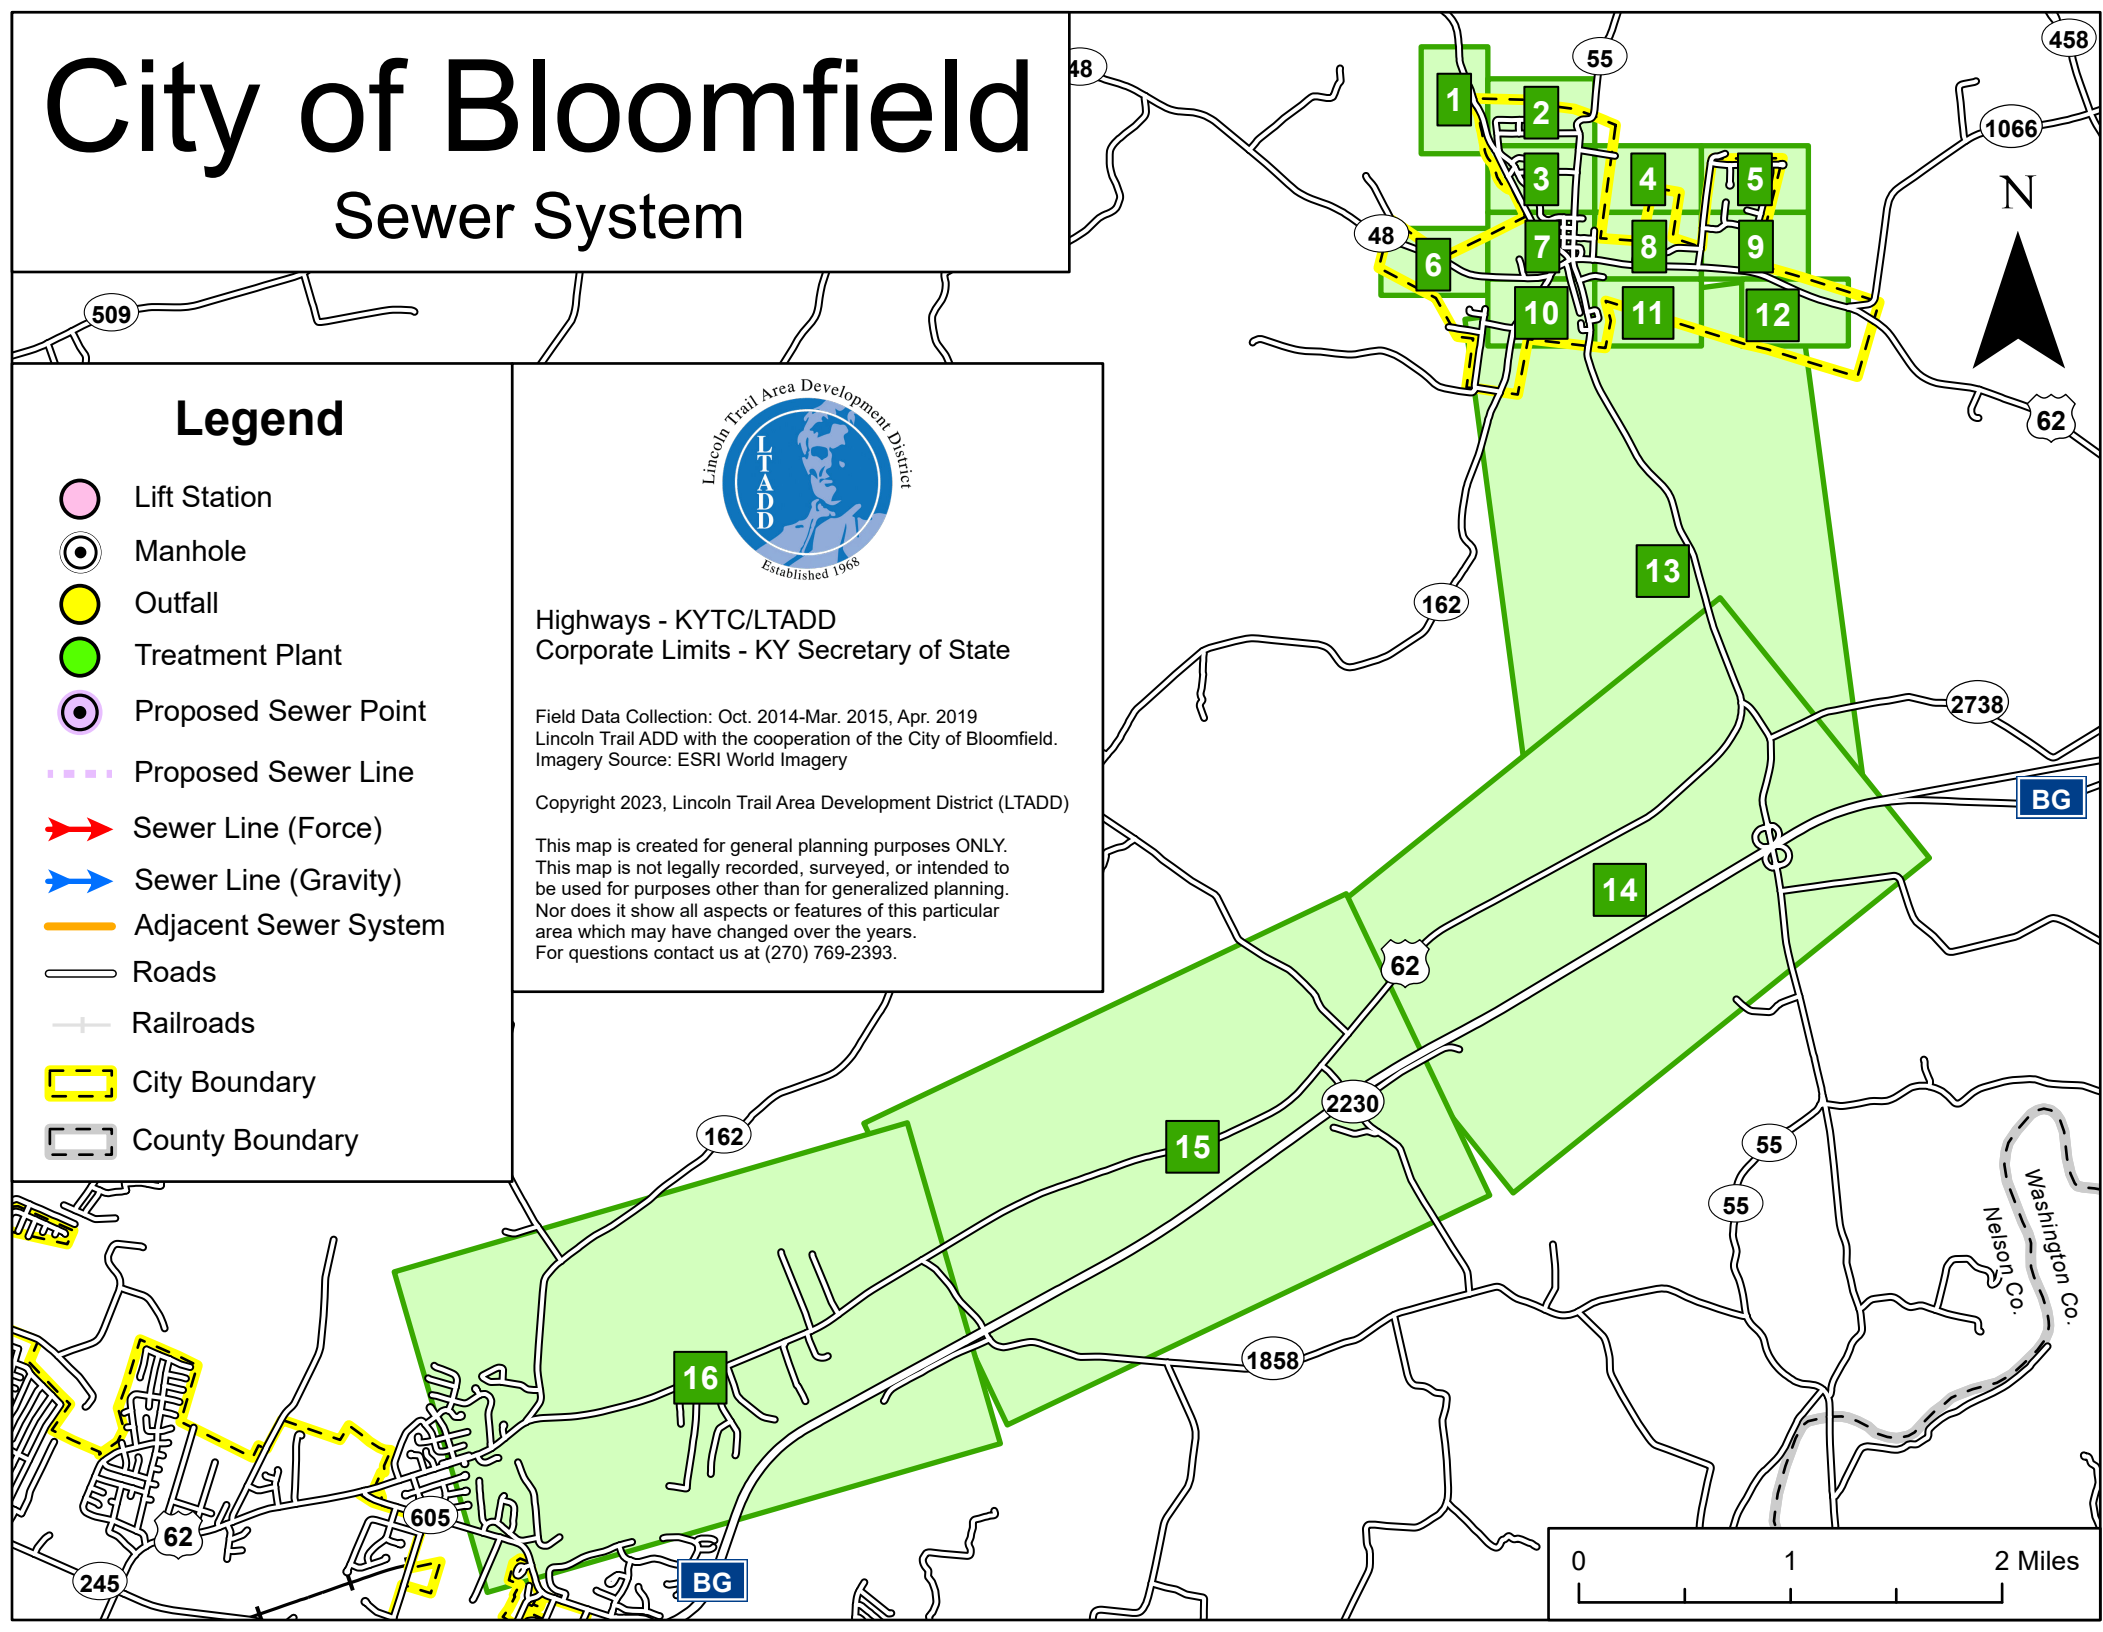 City of Bloomfield
Sewer System
Legend
Lift Station
Manhole
Outfall
Treatment Plant
Proposed Sewer Point
Proposed Sewer Line
Sewer Line (Force)
Sewer Line (Gravity)
Adjacent Sewer System
Roads
Railroads
City Boundary
County Boundary
Lincoln Trail Area Development District
LTADD
Established 1968
Highways - KYTC/LTADD
Corporate Limits - KY Secretary of State
Field Data Collection: Oct. 2014-Mar. 2015, Apr. 2019
Lincoln Trail ADD with the cooperation of the City of Bloomfield.
Imagery Source: ESRI World Imagery
Copyright 2023, Lincoln Trail Area Development District (LTADD)
This map is created for general planning purposes ONLY.
This map is not legally recorded, surveyed, or intended to
be used for purposes other than for generalized planning.
Nor does it show all aspects or features of this particular
area which may have changed over the years.
For questions contact us at (270) 769-2393.
48
55
458
1066
N
1
2
3
4
5
48
6
7
8
9
10
11
12
509
62
13
162
2738
BG
14
62
2230
15
162
55
55
Washington Co.
Nelson Co.
1858
16
605
62
245
BG
0
1
2 Miles